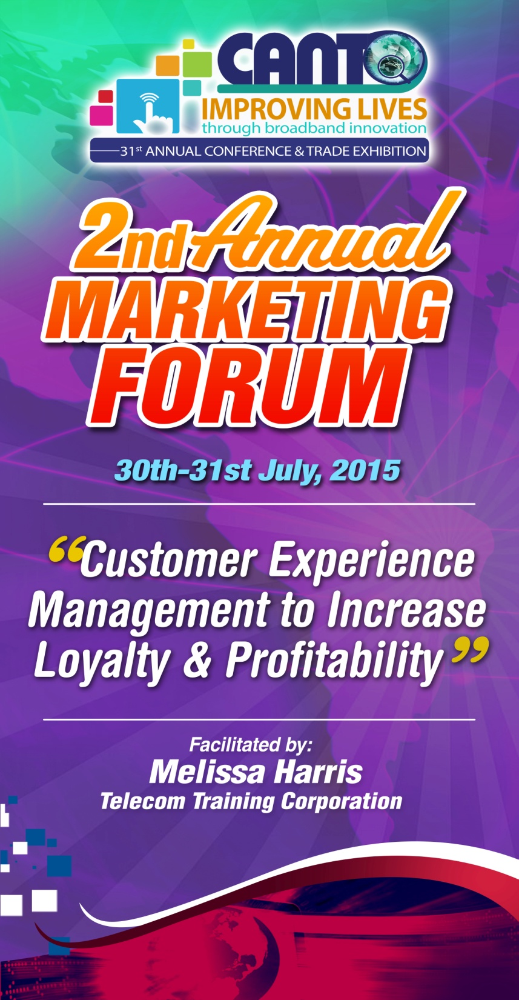 CANTO
IMPROVING LIVES
through broadband innovation
31st ANNUAL CONFERENCE & TRADE EXHIBITION
2nd Annual
MARKETING
FORUM
30th-31st July, 2015
“Customer Experience
Management to Increase
Loyalty & Profitability”
Facilitated by:
Melissa Harris
Telecom Training Corporation